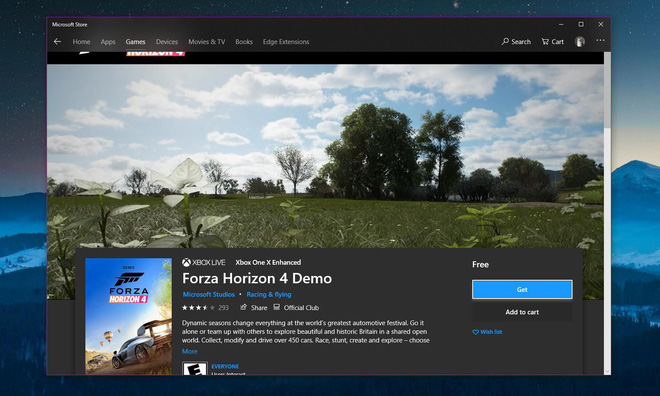 Microsoft Store
Home Apps Games Devices Movies & TV Books Edge Extensions Search Cart
HORIZON 4
XBOX LIVE Xbox One X Enhanced
Forza Horizon 4 Demo
Microsoft Studios • Racing & flying
293 Share Official Club
Dynamic seasons change everything at the world's greatest automotive festival. Go it
alone or team up with others to explore beautiful and historic Britain in a shared open
world. Collect, modify and drive over 450 cars. Race, stunt, create and explore – choose
More
EVERYONE
Users Interact
DEMO
FORZA
HORIZON 4
E
Free
Get
Add to cart
Wish list